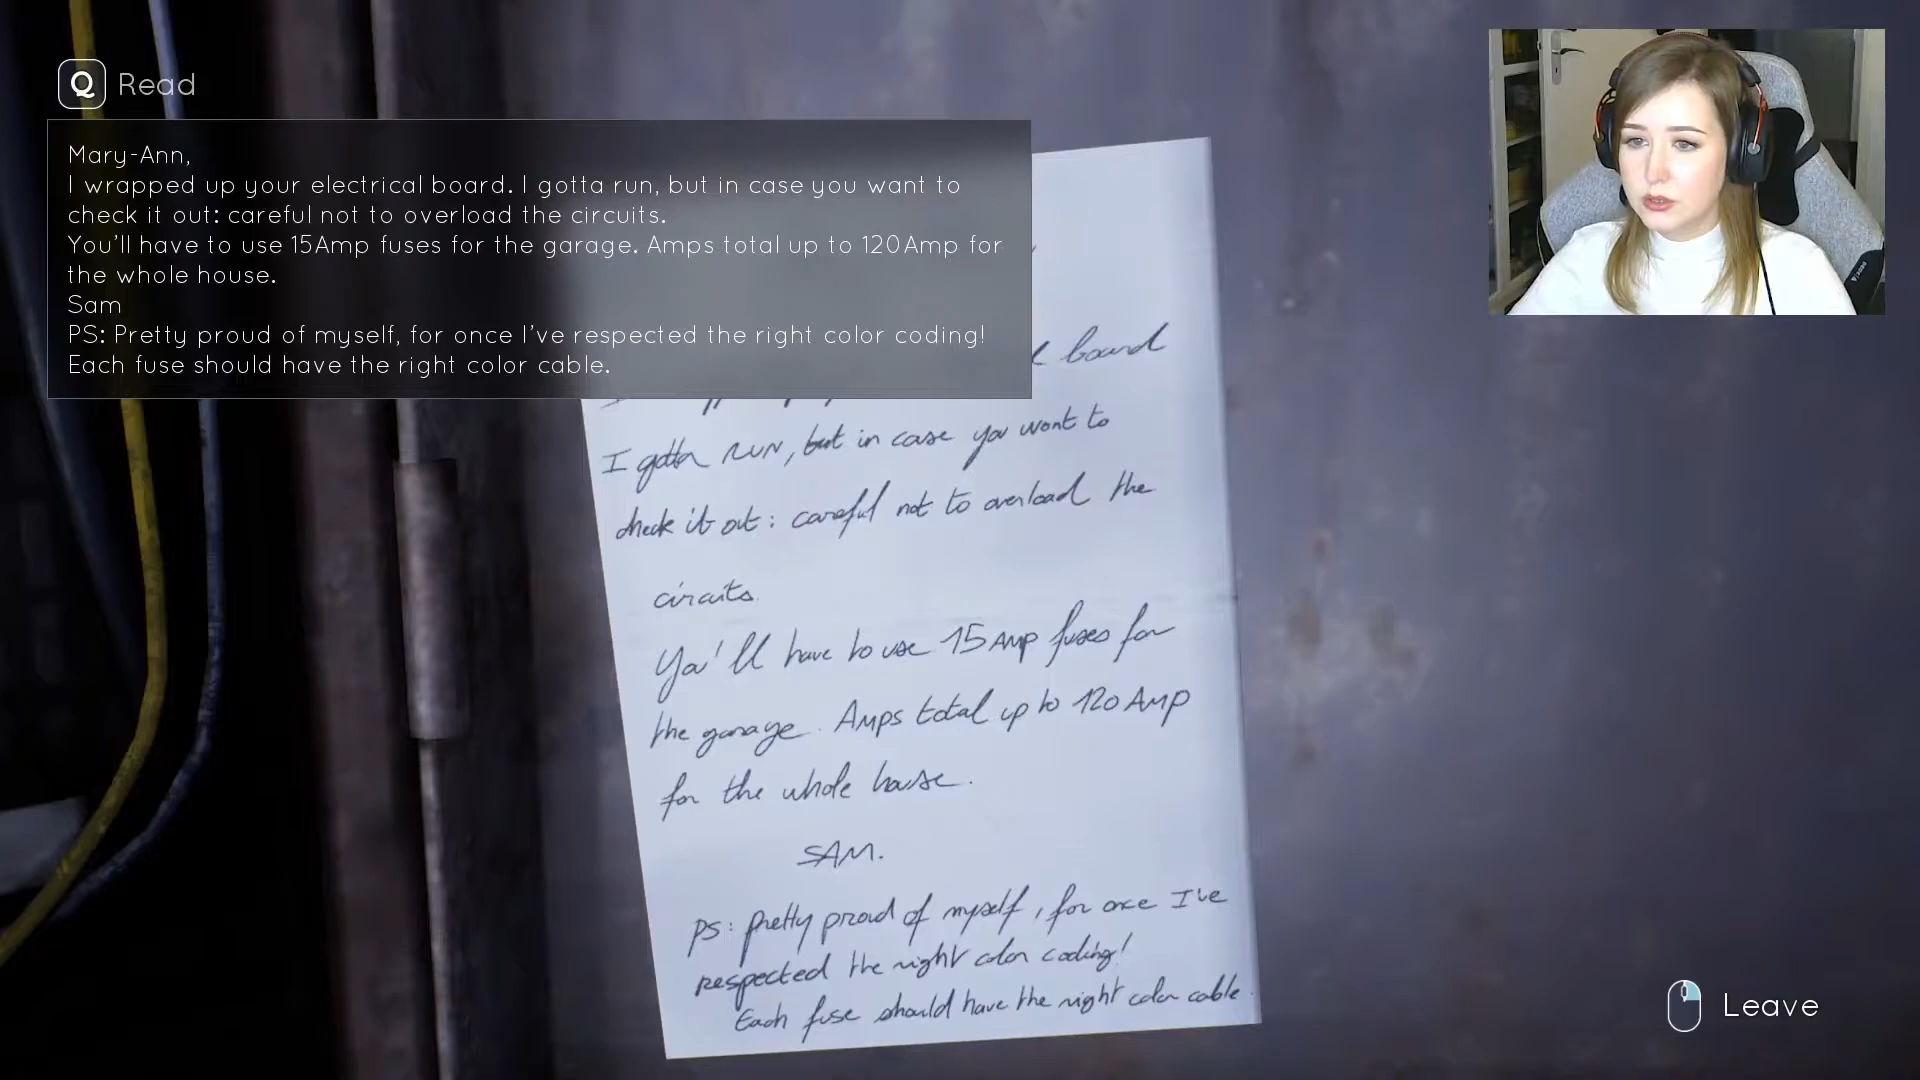 Q Read
Mary-Ann,
I wrapped up your electrical board. I gotta run, but in case you want to
check it out: careful not to overload the circuits.
You'll have to use 15Amp fuses for the garage. Amps total up to 120Amp for
the whole house.
Sam
PS: Pretty proud of myself, for once I've respected the right color coding!
Each fuse should have the right color cable.
board
I gotta run, but in case you want to
check it out: careful not to overload the
circuits.
You'll have to use 15 Amp fuses for
the garage. Amps total up to 120 Amp
for the whole house.
SAM.
PS: pretty proud of myself, for once I've
respected the right color coding!
Each fuse should have the right color cable.
Leave